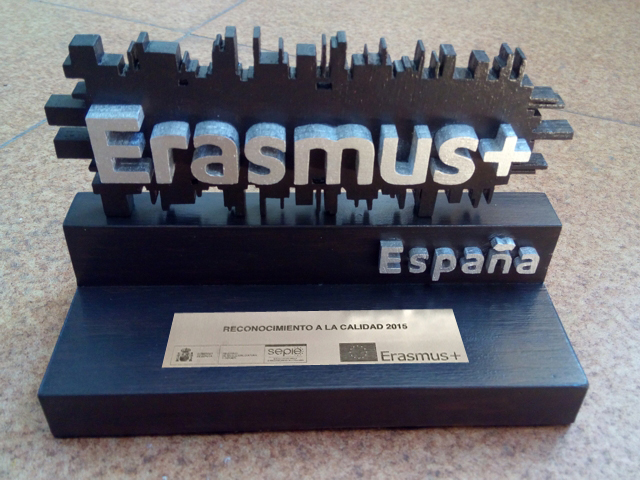 Erasmus+
España
RECONOCIMIENTO A LA CALIDAD 2015
sepie Erasmus+